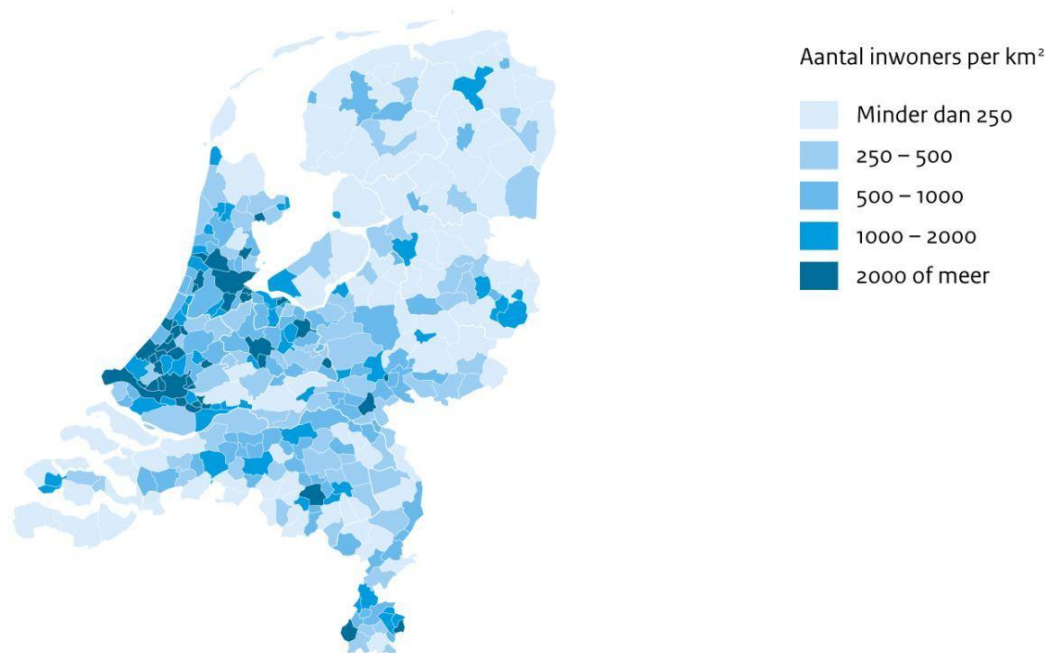 Aantal inwoners per km²
Minder dan 250
250 – 500
500 – 1000
1000 – 2000
2000 of meer